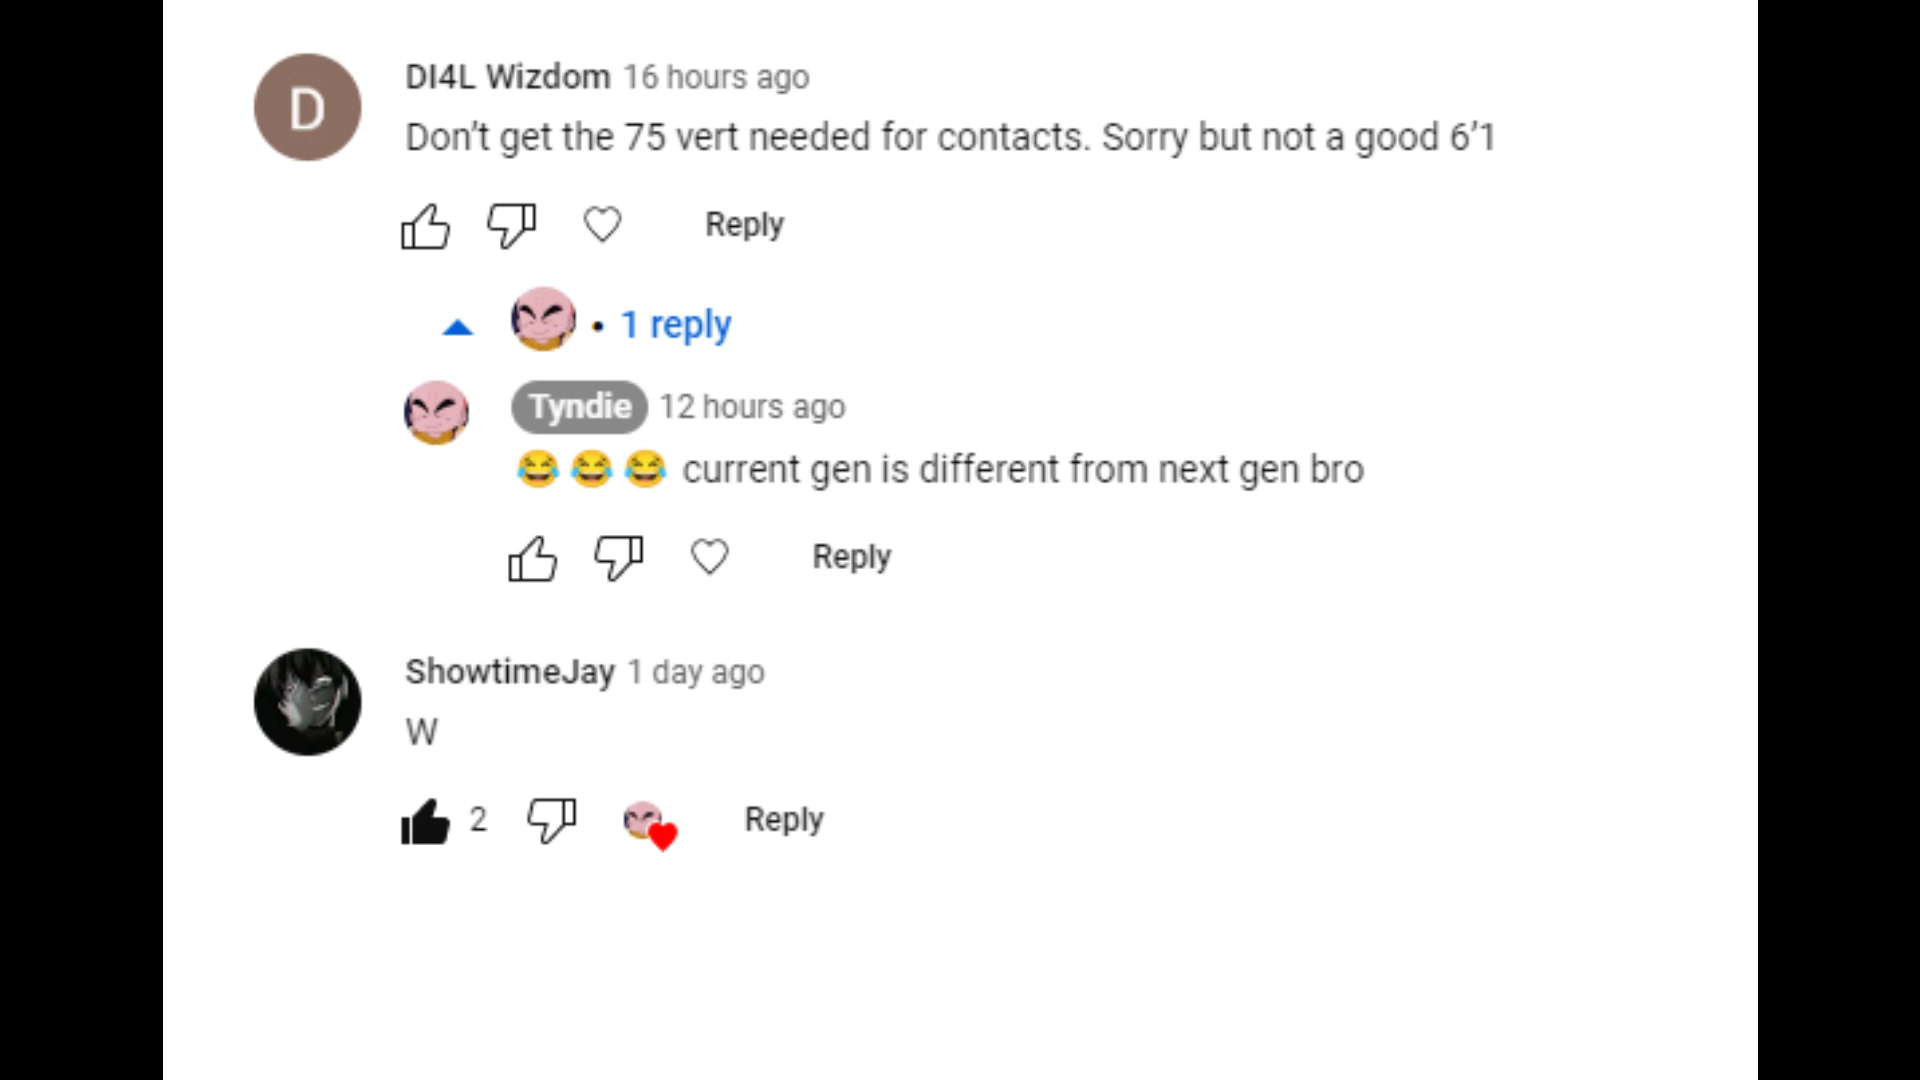 D
DI4L Wizdom 16 hours ago
Don't get the 75 vert needed for contacts. Sorry but not a good 6'1
Reply
• 1 reply
Tyndie 12 hours ago
😂😂😂 current gen is different from next gen bro
Reply
ShowtimeJay 1 day ago
W
2 Reply